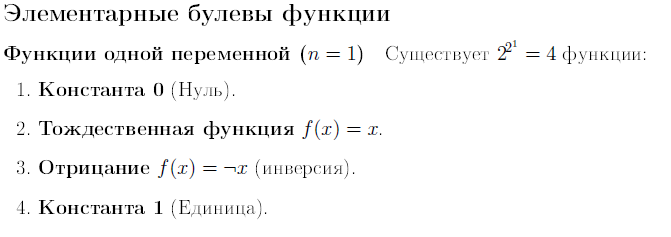 Элементарные булевы функции
Функции одной переменной (n = 1) Существует 2^{2^1} = 4 функции:
1. Константа 0 (Нуль).
2. Тождественная функция f(x) = x.
3. Отрицание f(x) = ¬x (инверсия).
4. Константа 1 (Единица).